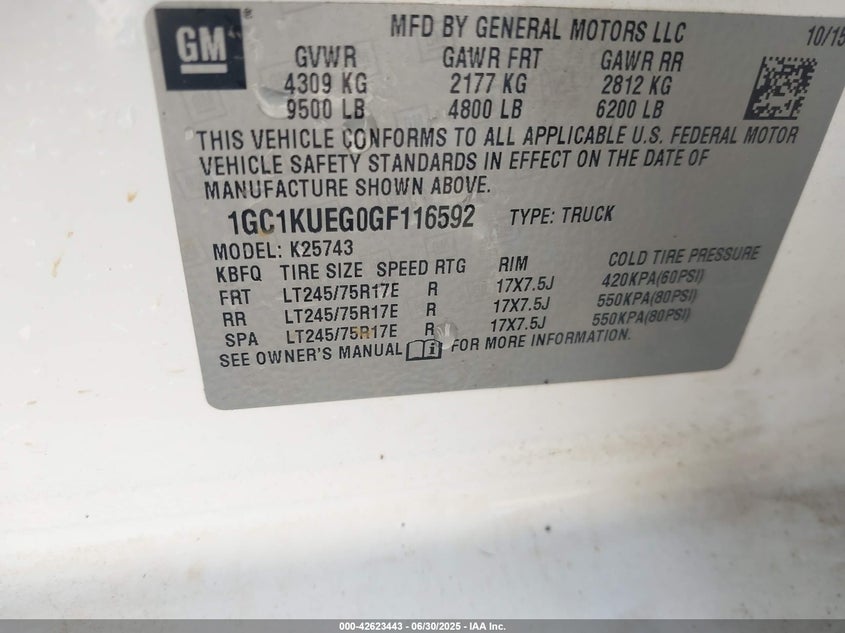 GM ®
MFD BY GENERAL MOTORS LLC 10/15
GVWR GAWR FRT GAWR RR
4309 KG 2177 KG 2812 KG
9500 LB 4800 LB 6200 LB
THIS VEHICLE CONFORMS TO ALL APPLICABLE U.S. FEDERAL MOTOR
VEHICLE SAFETY STANDARDS IN EFFECT ON THE DATE OF
MANUFACTURE SHOWN ABOVE.
1GC1KUEG0GF116592 TYPE: TRUCK
MODEL: K25743
KBFQ TIRE SIZE SPEED RTG RIM COLD TIRE PRESSURE
FRT LT245/75R17E R 17X7.5J 420KPA(60PSI)
RR LT245/75R17E R 17X7.5J 550KPA(80PSI)
SPA LT245/75R17E R 17X7.5J 550KPA(80PSI)
SEE OWNER'S MANUAL FOR MORE INFORMATION.
000-42623443 - 06/30/2025 - IAA Inc.